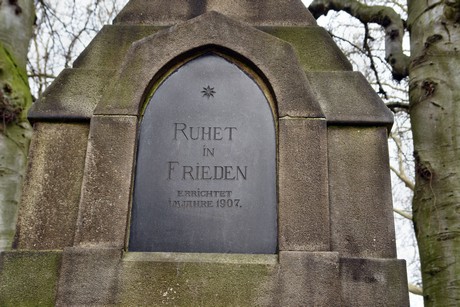 RUHET
IN
FRIEDEN
ERRICHTET
IM JAHRE 1907.